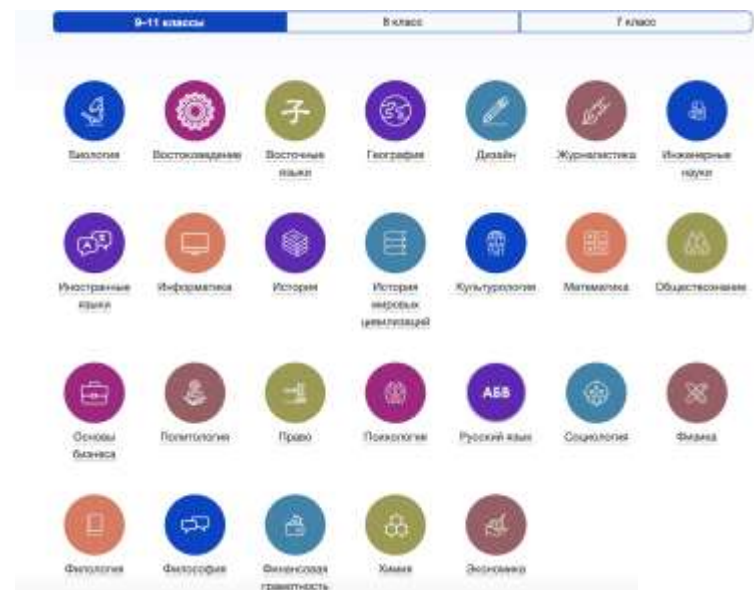 9–11 классы
8 класс
7 класс
Биология
Востоковедение
Восточные
языки
География
Дизайн
Журналистика
Инженерные
науки
Иностранные
языки
Информатика
История
История
мировых
цивилизаций
Культурология
Математика
Обществознание
Основы
бизнеса
Политология
Право
Психология
АБВ
Русский язык
Социология
Физика
Филология
Философия
Финансовая
грамотность
Химия
Экономика